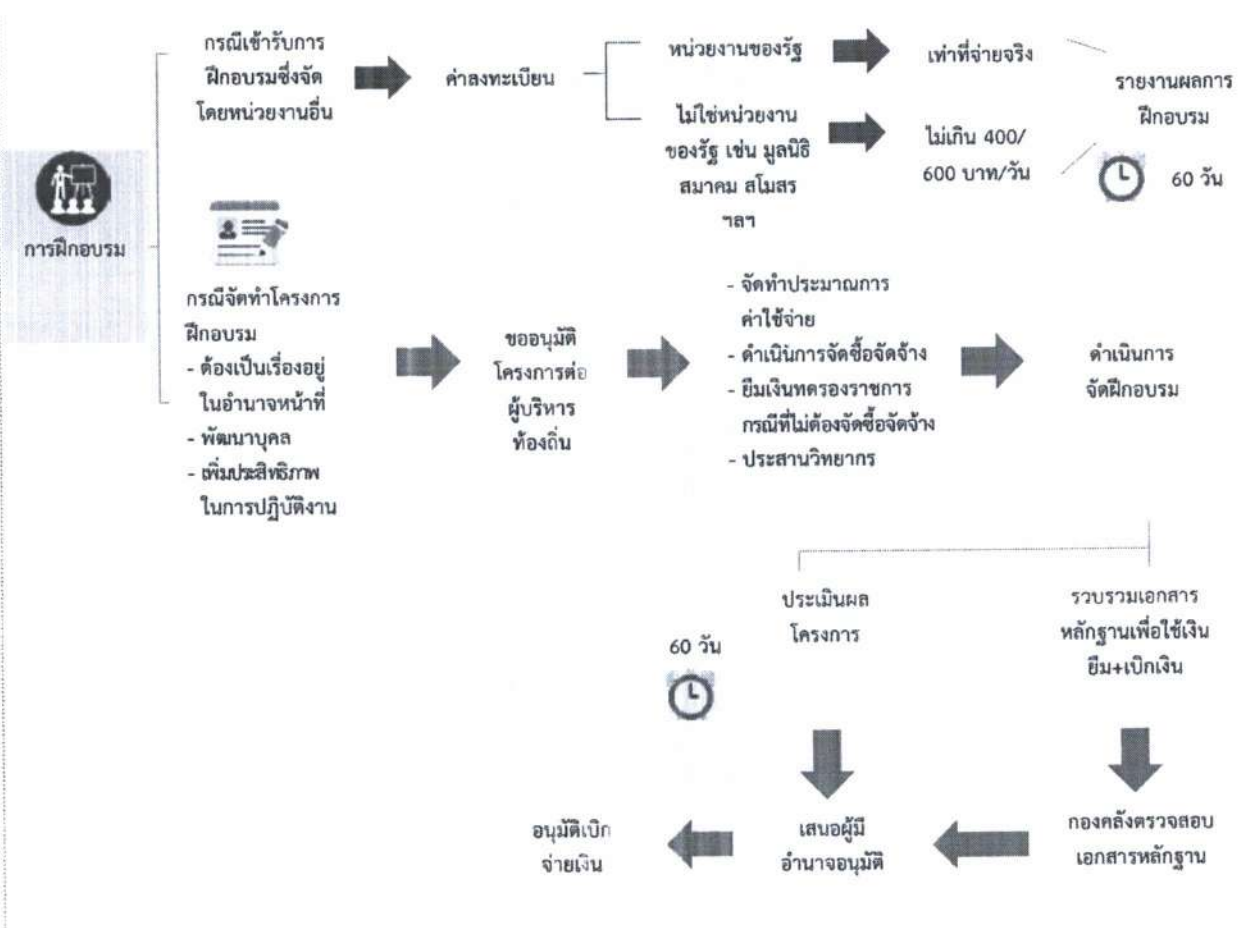 กรณีเข้ารับการ
ฝึกอบรมซึ่งจัด
โดยหน่วยงานอื่น
ค่าลงทะเบียน
หน่วยงานของรัฐ
เท่าที่จ่ายจริง
ไม่ใช่หน่วยงาน
ของรัฐ เช่น มูลนิธิ
สมาคม สโมสร
ฯลฯ
ไม่เกิน 400/
600 บาท/วัน
รายงานผลการ
ฝึกอบรม
60 วัน
การฝึกอบรม
กรณีจัดทำโครงการ
ฝึกอบรม
- ต้องเป็นเรื่องอยู่
ในอำนาจหน้าที่
- พัฒนาบุคล
- เพิ่มประสิทธิภาพ
ในการปฏิบัติงาน
ขออนุมัติ
โครงการต่อ
ผู้บริหาร
ท้องถิ่น
- จัดทำประมาณการ
ค่าใช้จ่าย
- ดำเนินการจัดซื้อจัดจ้าง
- ยืมเงินทดรองราชการ
กรณีที่ไม่ต้องจัดซื้อจัดจ้าง
- ประสานวิทยากร
ดำเนินการ
จัดฝึกอบรม
ประเมินผล
โครงการ
60 วัน
รวบรวมเอกสาร
หลักฐานเพื่อใช้เงิน
ยืม+เบิกเงิน
กองคลังตรวจสอบ
เอกสารหลักฐาน
เสนอผู้มี
อำนาจอนุมัติ
อนุมัติเบิก
จ่ายเงิน